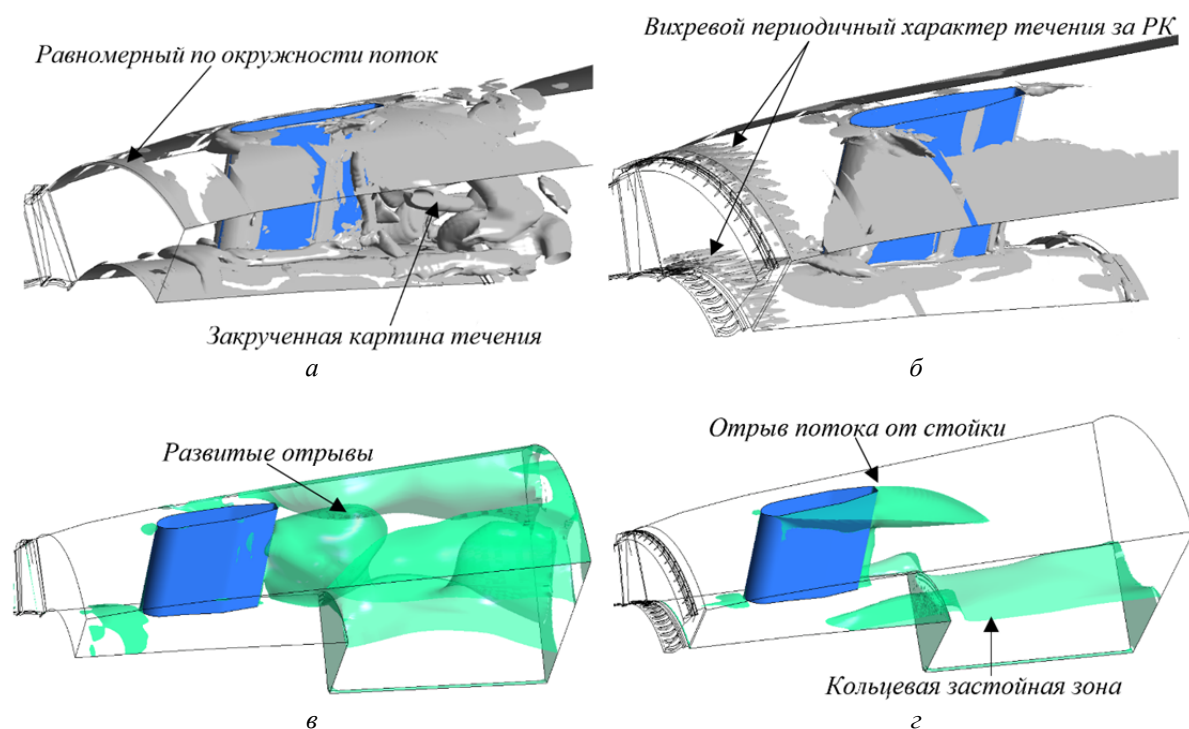 Равномерный по окружности поток
Вихревой периодичный характер течения за РК
Закрученная картина течения
а
б
Развитые отрывы
Отрыв потока от стойки
Кольцевая застойная зона
в
г